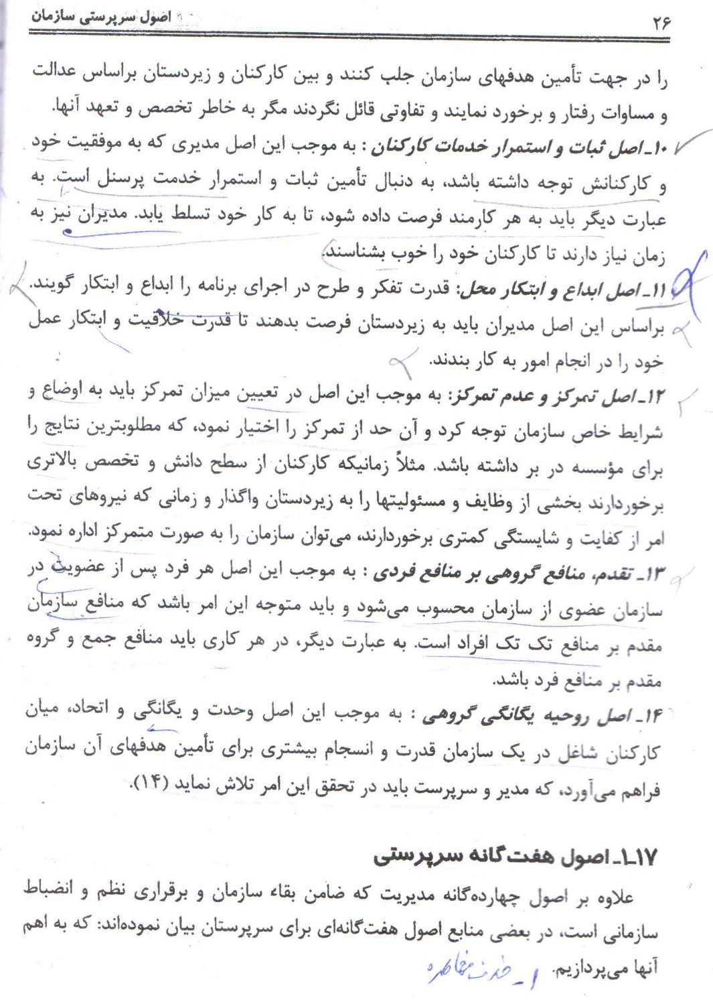 ۲۶
اصول سرپرستی سازمان
را در جهت تأمین هدفهای سازمان جلب کنند و بین کارکنان و زیردستان براساس عدالت
و مساوات رفتار و برخورد نمایند و تفاوتی قائل نگردند مگر به خاطر تخصص و تعهد آنها.
۱۰ـ اصل ثبات و استمرار خدمات کارکنان : به موجب این اصل مدیری که به موفقیت خود
و کارکنانش توجه داشته باشد، به دنبال تأمین ثبات و استمرار خدمت پرسنل است. به
عبارت دیگر باید به هر کارمند فرصت داده شود، تا به کار خود تسلط یابد. مدیران نیز به
زمان نیاز دارند تا کارکنان خود را خوب بشناسند.
۱۱ـ اصل ابداع و ابتکار محل: قدرت تفکر و طرح در اجرای برنامه را ابداع و ابتکار گویند.
براساس این اصل مدیران باید به زیردستان فرصت بدهند تا قدرت خلاقیت و ابتکار عمل
خود را در انجام امور به کار بندند.
۱۲ـ اصل تمرکز و عدم تمرکز: به موجب این اصل در تعیین میزان تمرکز باید به اوضاع و
شرایط خاص سازمان توجه کرد و آن حد از تمرکز را اختیار نمود، که مطلوبترین نتایج را
برای مؤسسه در بر داشته باشد. مثلاً زمانیکه کارکنان از سطح دانش و تخصص بالاتری
برخوردارند بخشی از وظایف و مسئولیتها را به زیردستان واگذار و زمانی که نیروهای تحت
امر از کفایت و شایستگی کمتری برخوردارند، می‌توان سازمان را به صورت متمرکز اداره نمود.
۱۳ـ تقدم، منافع گروهی بر منافع فردی : به موجب این اصل هر فرد پس از عضویت در
سازمان عضوی از سازمان محسوب می‌شود و باید متوجه این امر باشد که منافع سازمان
مقدم بر منافع تک تک افراد است. به عبارت دیگر، در هر کاری باید منافع جمع و گروه
مقدم بر منافع فرد باشد.
۱۴ـ اصل روحیه یگانگی گروهی : به موجب این اصل وحدت و یگانگی و اتحاد، میان
کارکنان شاغل در یک سازمان قدرت و انسجام بیشتری برای تأمین هدفهای آن سازمان
فراهم می‌آورد، که مدیر و سرپرست باید در تحقق این امر تلاش نماید (۱۴).
۱ـ۱۷ـ اصول هفت‌گانه سرپرستی
علاوه بر اصول چهارده‌گانه مدیریت که ضامن بقاء سازمان و برقراری نظم و انضباط
سازمانی است، در بعضی منابع اصول هفت‌گانه‌ای برای سرپرستان بیان نموده‌اند: که به اهم
آنها می‌پردازیم.